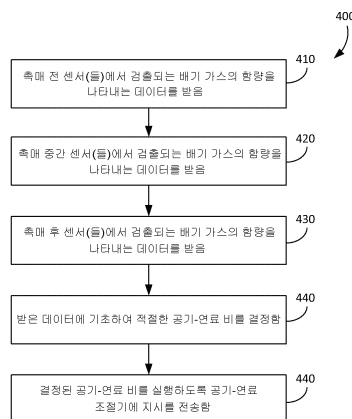 400
410
촉매 전 센서(들)에서 검출되는 배기 가스의 함량을
나타내는 데이터를 받음
420
촉매 중간 센서(들)에서 검출되는 배기 가스의 함량을
나타내는 데이터를 받음
430
촉매 후 센서(들)에서 검출되는 배기 가스의 함량을
나타내는 데이터를 받음
440
받은 데이터에 기초하여 적절한 공기-연료 비를 결정함
440
결정된 공기-연료 비를 실행하도록 공기-연료
조절기에 지시를 전송함